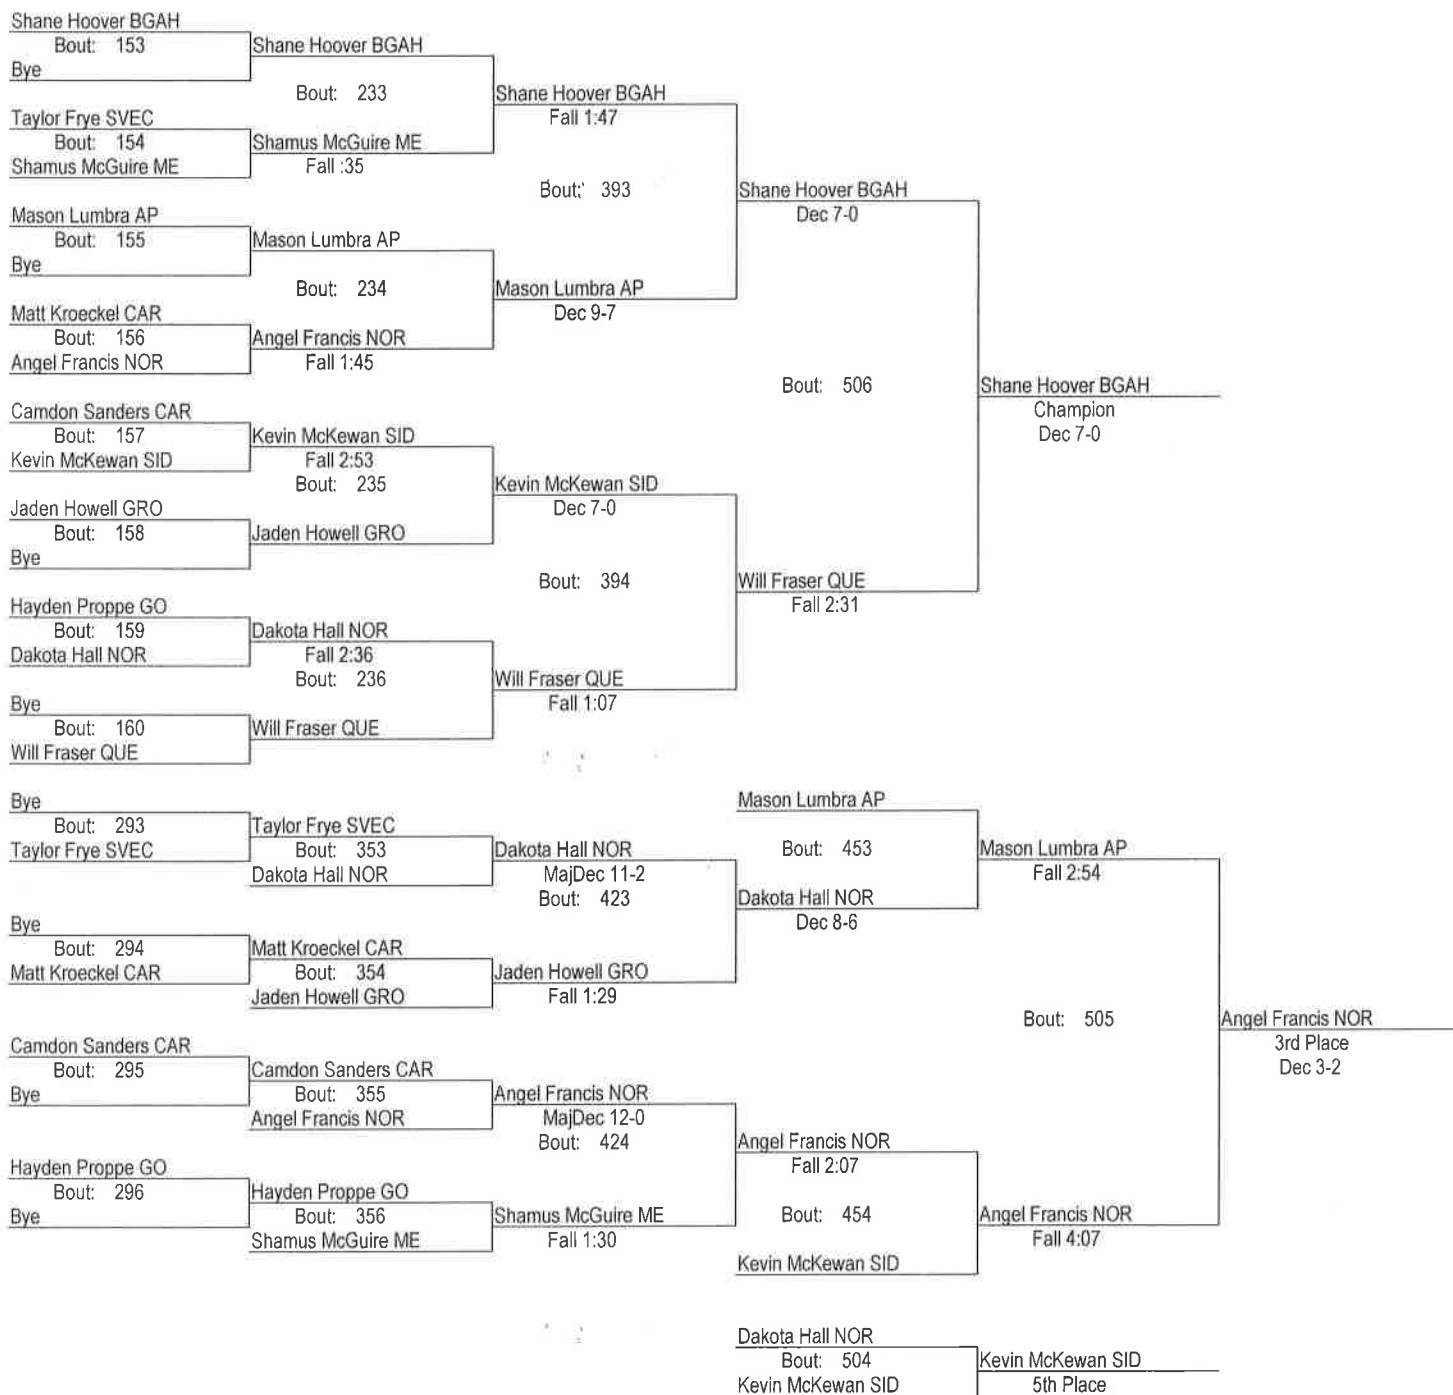 Shane Hoover BGAH
Bout: 153
Bye
Shane Hoover BGAH
Bout: 233
Taylor Frye SVEC
Bout: 154
Shamus McGuire ME
Shamus McGuire ME
Fall :35
Shane Hoover BGAH
Fall 1:47
Bout: 393
Mason Lumbra AP
Bout: 155
Bye
Mason Lumbra AP
Bout: 234
Matt Kroeckel CAR
Bout: 156
Angel Francis NOR
Angel Francis NOR
Fall 1:45
Mason Lumbra AP
Dec 9-7
Shane Hoover BGAH
Dec 7-0
Bout: 506
Shane Hoover BGAH
Champion
Dec 7-0
Camdon Sanders CAR
Bout: 157
Kevin McKewan SID
Kevin McKewan SID
Fall 2:53
Bout: 235
Jaden Howell GRO
Bout: 158
Bye
Jaden Howell GRO
Kevin McKewan SID
Dec 7-0
Bout: 394
Hayden Proppe GO
Bout: 159
Dakota Hall NOR
Dakota Hall NOR
Fall 2:36
Bout: 236
Bye
Bout: 160
Will Fraser QUE
Will Fraser QUE
Will Fraser QUE
Fall 1:07
Will Fraser QUE
Fall 2:31
Bye
Bout: 293
Taylor Frye SVEC
Taylor Frye SVEC
Bout: 353
Dakota Hall NOR
Dakota Hall NOR
MajDec 11-2
Bout: 423
Bye
Bout: 294
Matt Kroeckel CAR
Matt Kroeckel CAR
Bout: 354
Jaden Howell GRO
Jaden Howell GRO
Fall 1:29
Mason Lumbra AP
Bout: 453
Dakota Hall NOR
Dec 8-6
Mason Lumbra AP
Fall 2:54
Bout: 505
Angel Francis NOR
3rd Place
Dec 3-2
Camdon Sanders CAR
Bout: 295
Bye
Camdon Sanders CAR
Bout: 355
Angel Francis NOR
Angel Francis NOR
MajDec 12-0
Bout: 424
Hayden Proppe GO
Bout: 296
Bye
Hayden Proppe GO
Bout: 356
Shamus McGuire ME
Shamus McGuire ME
Fall 1:30
Angel Francis NOR
Fall 2:07
Bout: 454
Kevin McKewan SID
Angel Francis NOR
Fall 4:07
Dakota Hall NOR
Bout: 504
Kevin McKewan SID
Kevin McKewan SID
5th Place